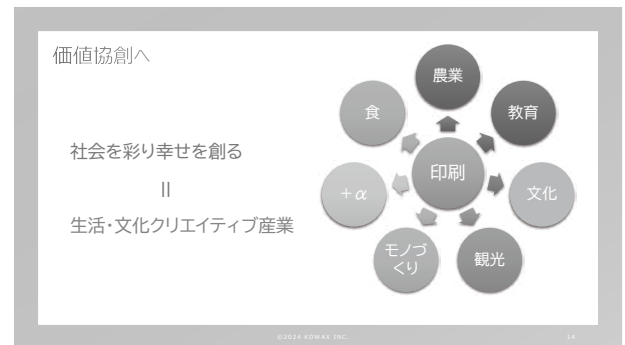 価値協創へ
社会を彩り幸せを創る
||
生活・文化クリエイティブ産業
農業
食
教育
印刷
+α
文化
モノづ
くり
観光
©2024 KOWAX INC.
14